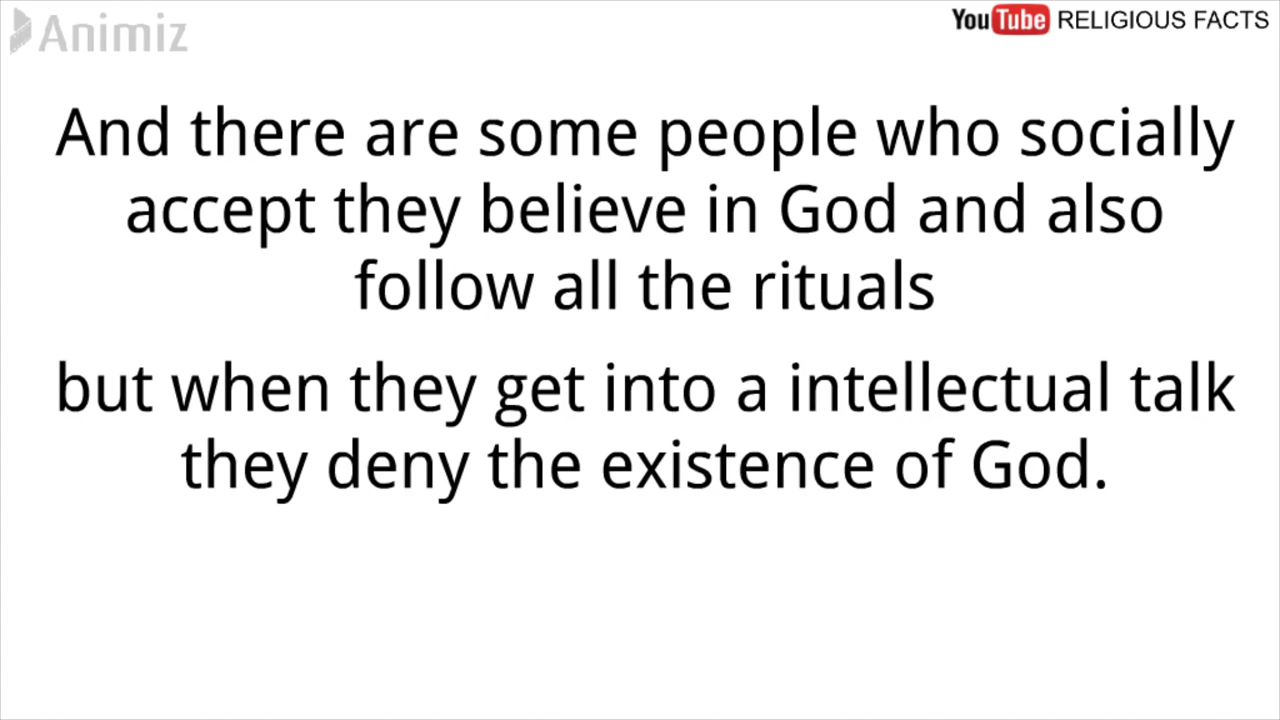 Animiz
YouTube RELIGIOUS FACTS
And there are some people who socially
accept they believe in God and also
follow all the rituals
but when they get into a intellectual talk
they deny the existence of God.